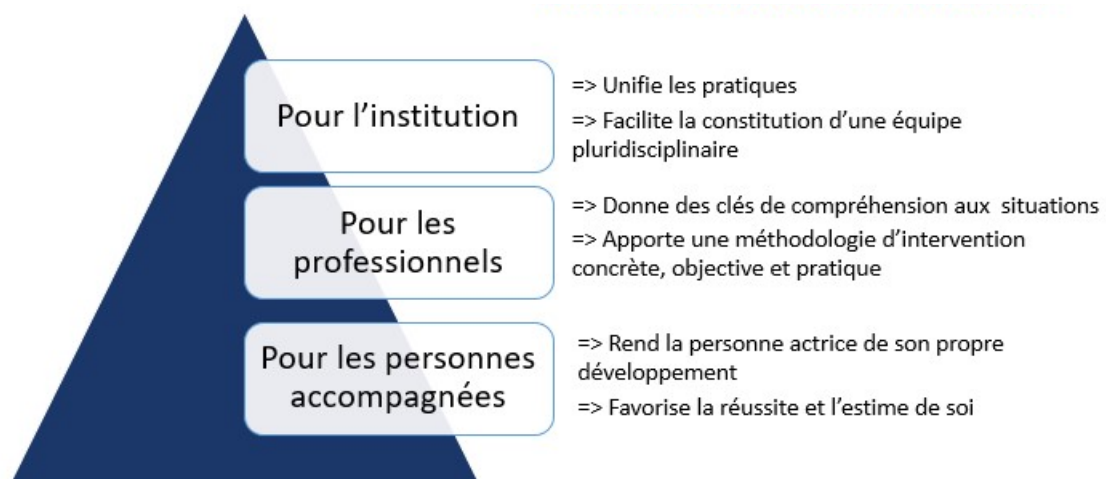 Pour l’institution
=> Unifie les pratiques
=> Facilite la constitution d’une équipe
pluridisciplinaire
Pour les
professionnels
=> Donne des clés de compréhension aux situations
=> Apporte une méthodologie d’intervention
concrète, objective et pratique
Pour les personnes
accompagnées
=> Rend la personne actrice de son propre
développement
=> Favorise la réussite et l’estime de soi